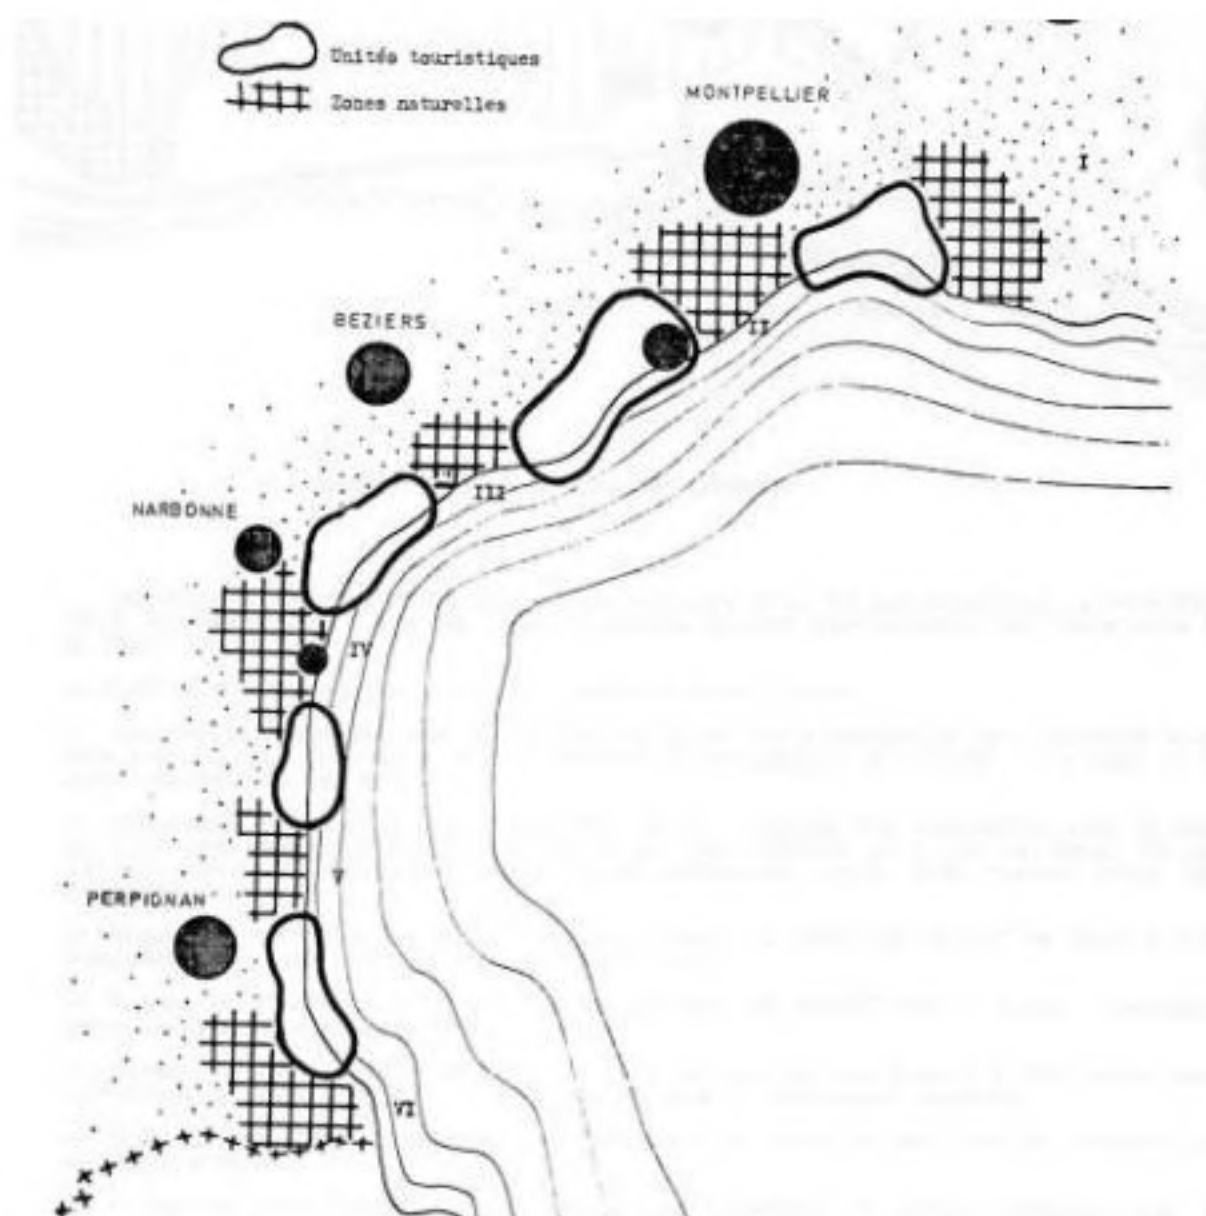 Unités touristiques
Zones naturelles
MONTPELLIER
I
BEZIERS
II
NARBONNE
III
IV
V
PERPIGNAN
VI